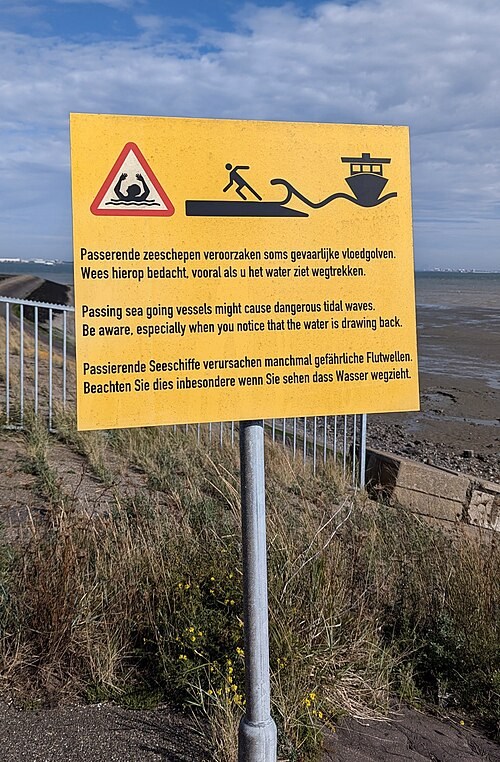 Passerende zeeschepen veroorzaken soms gevaarlijke vloedgolven.
Wees hierop bedacht, vooral als u het water ziet wegtrekken.
Passing sea going vessels might cause dangerous tidal waves.
Be aware, especially when you notice that the water is drawing back.
Passierende Seeschiffe verursachen manchmal gefährliche Flutwellen.
Beachten Sie dies inbesondere wenn Sie sehen dass Wasser wegzieht.